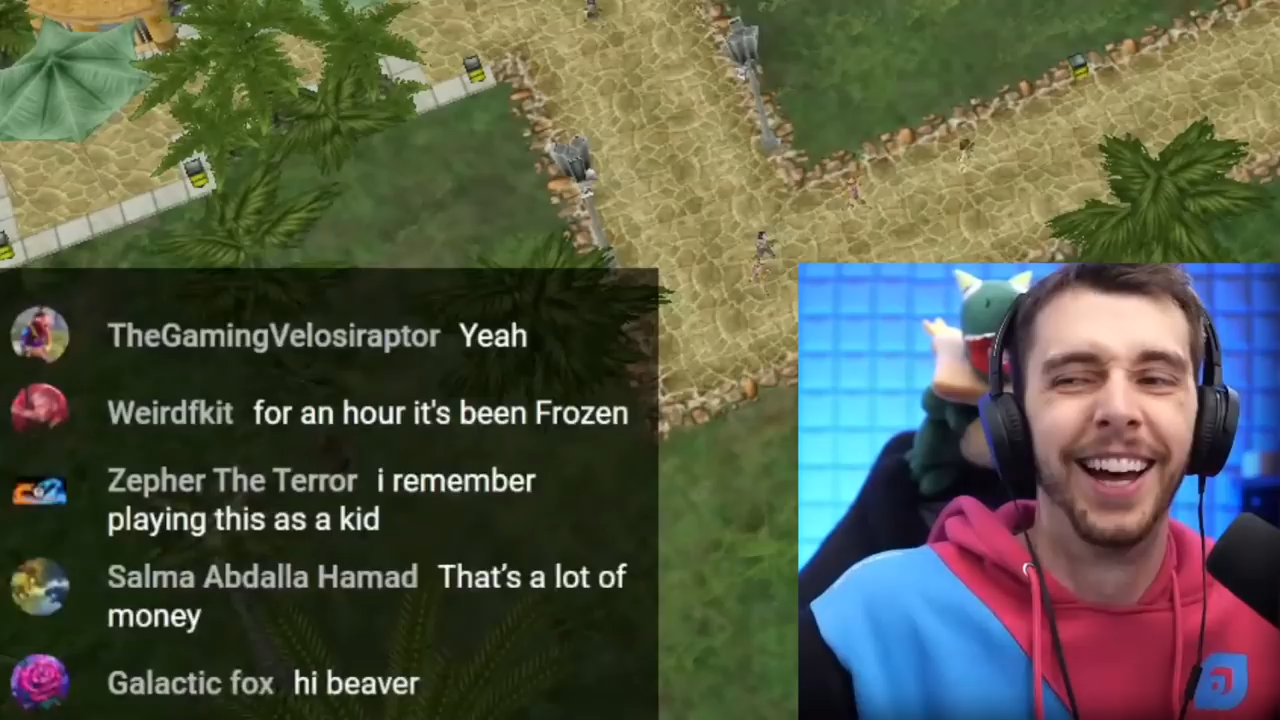 TheGamingVelosiraptor Yeah
Weirdfkit for an hour it's been Frozen
Zepher The Terror i remember
playing this as a kid
Salma Abdalla Hamad That’s a lot of
money
Galactic fox hi beaver